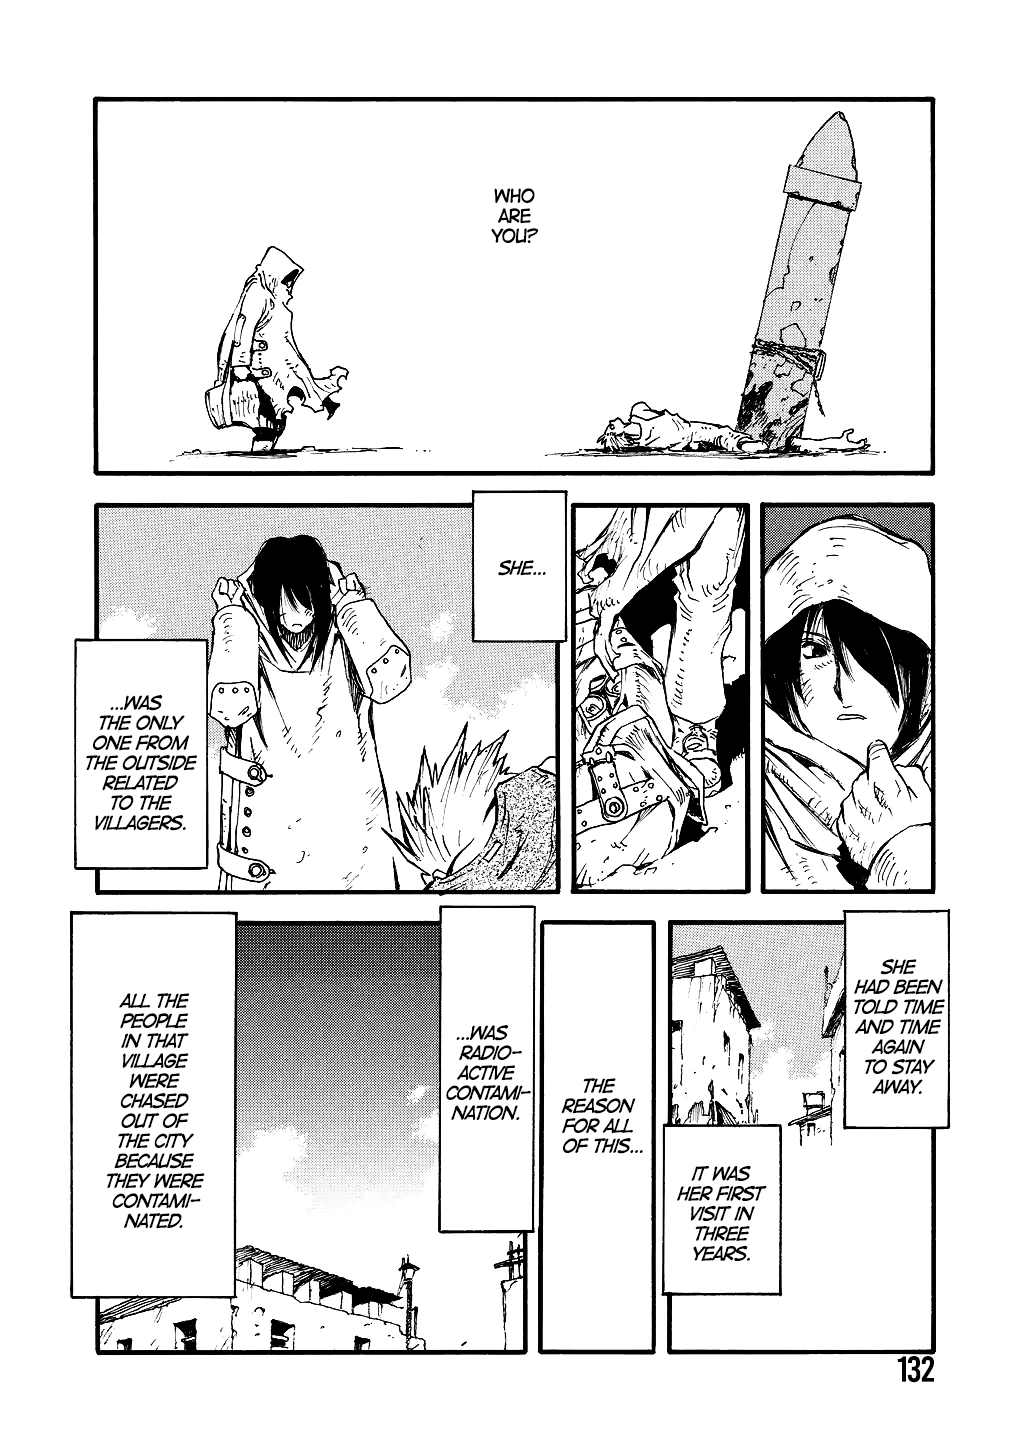 WHO
ARE
YOU?
SHE...
...WAS
THE ONLY
ONE FROM
THE OUTSIDE
RELATED
TO THE
VILLAGERS.
SHE
HAD BEEN
TOLD TIME
AND TIME
AGAIN
TO STAY
AWAY.
IT WAS
HER FIRST
VISIT IN
THREE
YEARS.
THE
REASON
FOR ALL
OF THIS...
...WAS
RADIO-
ACTIVE
CONTAMI-
NATION.
ALL THE
PEOPLE
IN THAT
VILLAGE
WERE
CHASED
OUT OF
THE CITY
BECAUSE
THEY WERE
CONTAMI-
NATED.
132